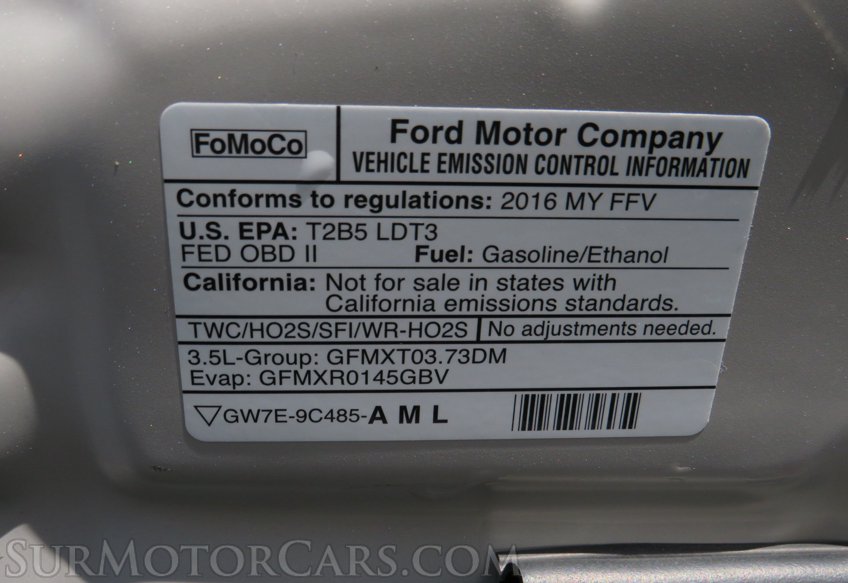 FoMoCo
Ford Motor Company
VEHICLE EMISSION CONTROL INFORMATION
Conforms to regulations: 2016 MY FFV
U.S. EPA: T2B5 LDT3
FED OBD II Fuel: Gasoline/Ethanol
California: Not for sale in states with
California emissions standards.
TWC/HO2S/SFI/WR-HO2S No adjustments needed.
3.5L-Group: GFMXT03.73DM
Evap: GFMXR0145GBV
GW7E-9C485-AML
SurMotorCars.com